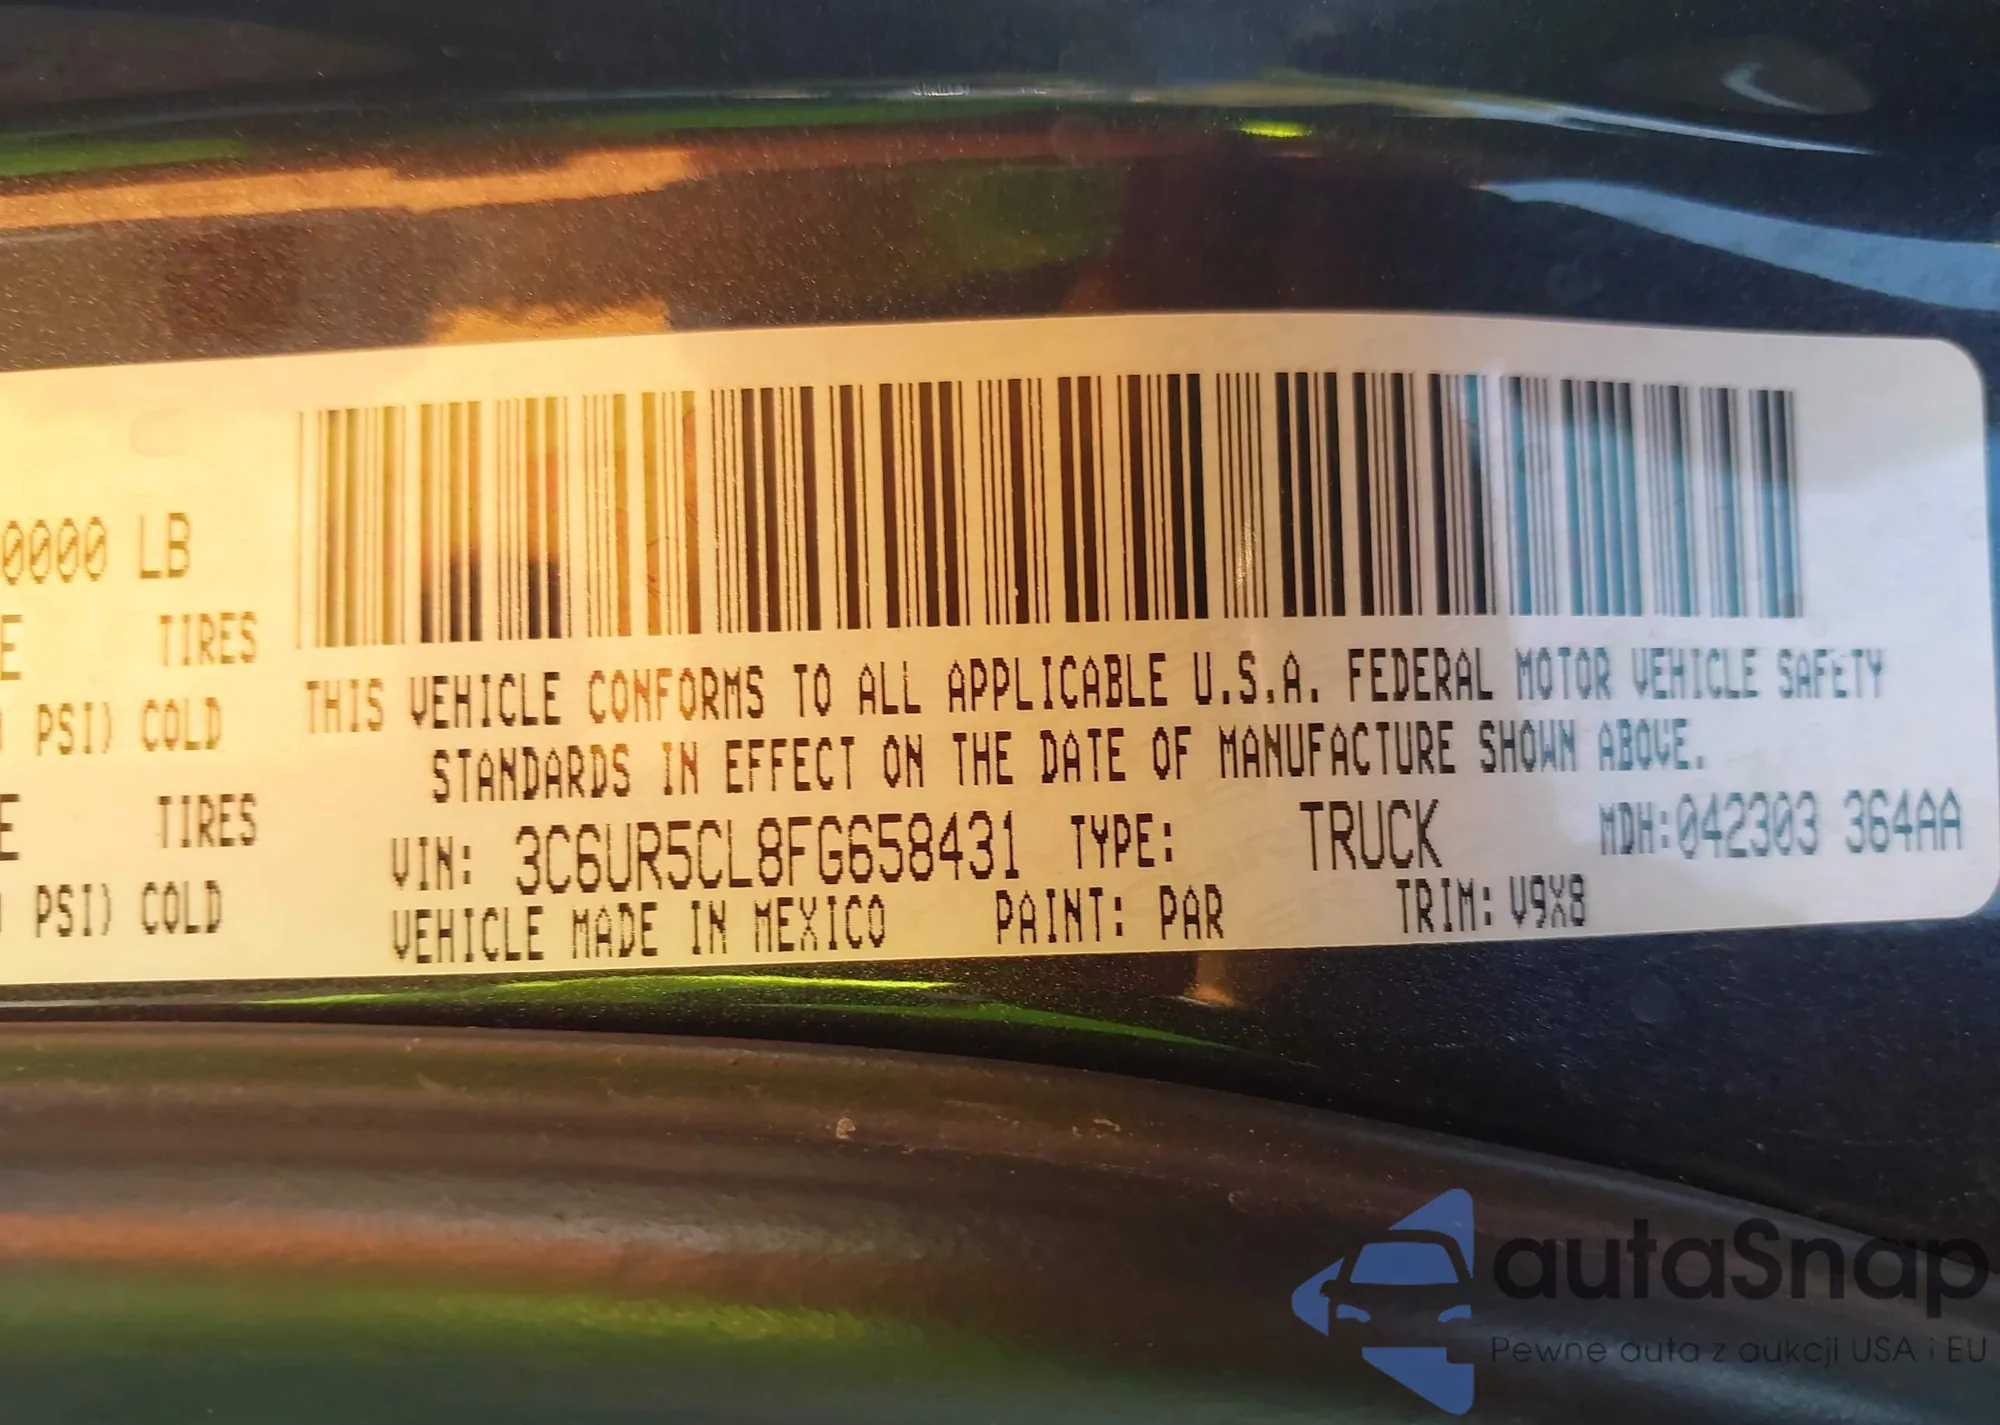 0000 LB
E TIRES
PSI) COLD
E TIRES
PSI) COLD
THIS VEHICLE CONFORMS TO ALL APPLICABLE U.S.A. FEDERAL MOTOR VEHICLE SAFETY
STANDARDS IN EFFECT ON THE DATE OF MANUFACTURE SHOWN ABOVE.
VIN: 3C6UR5CL8FG658431 TYPE: TRUCK MDH:042303 364AA
VEHICLE MADE IN MEXICO PAINT: PAR TRIM: V9X8
autaSnap
Pewne auta z aukcji USA i EU